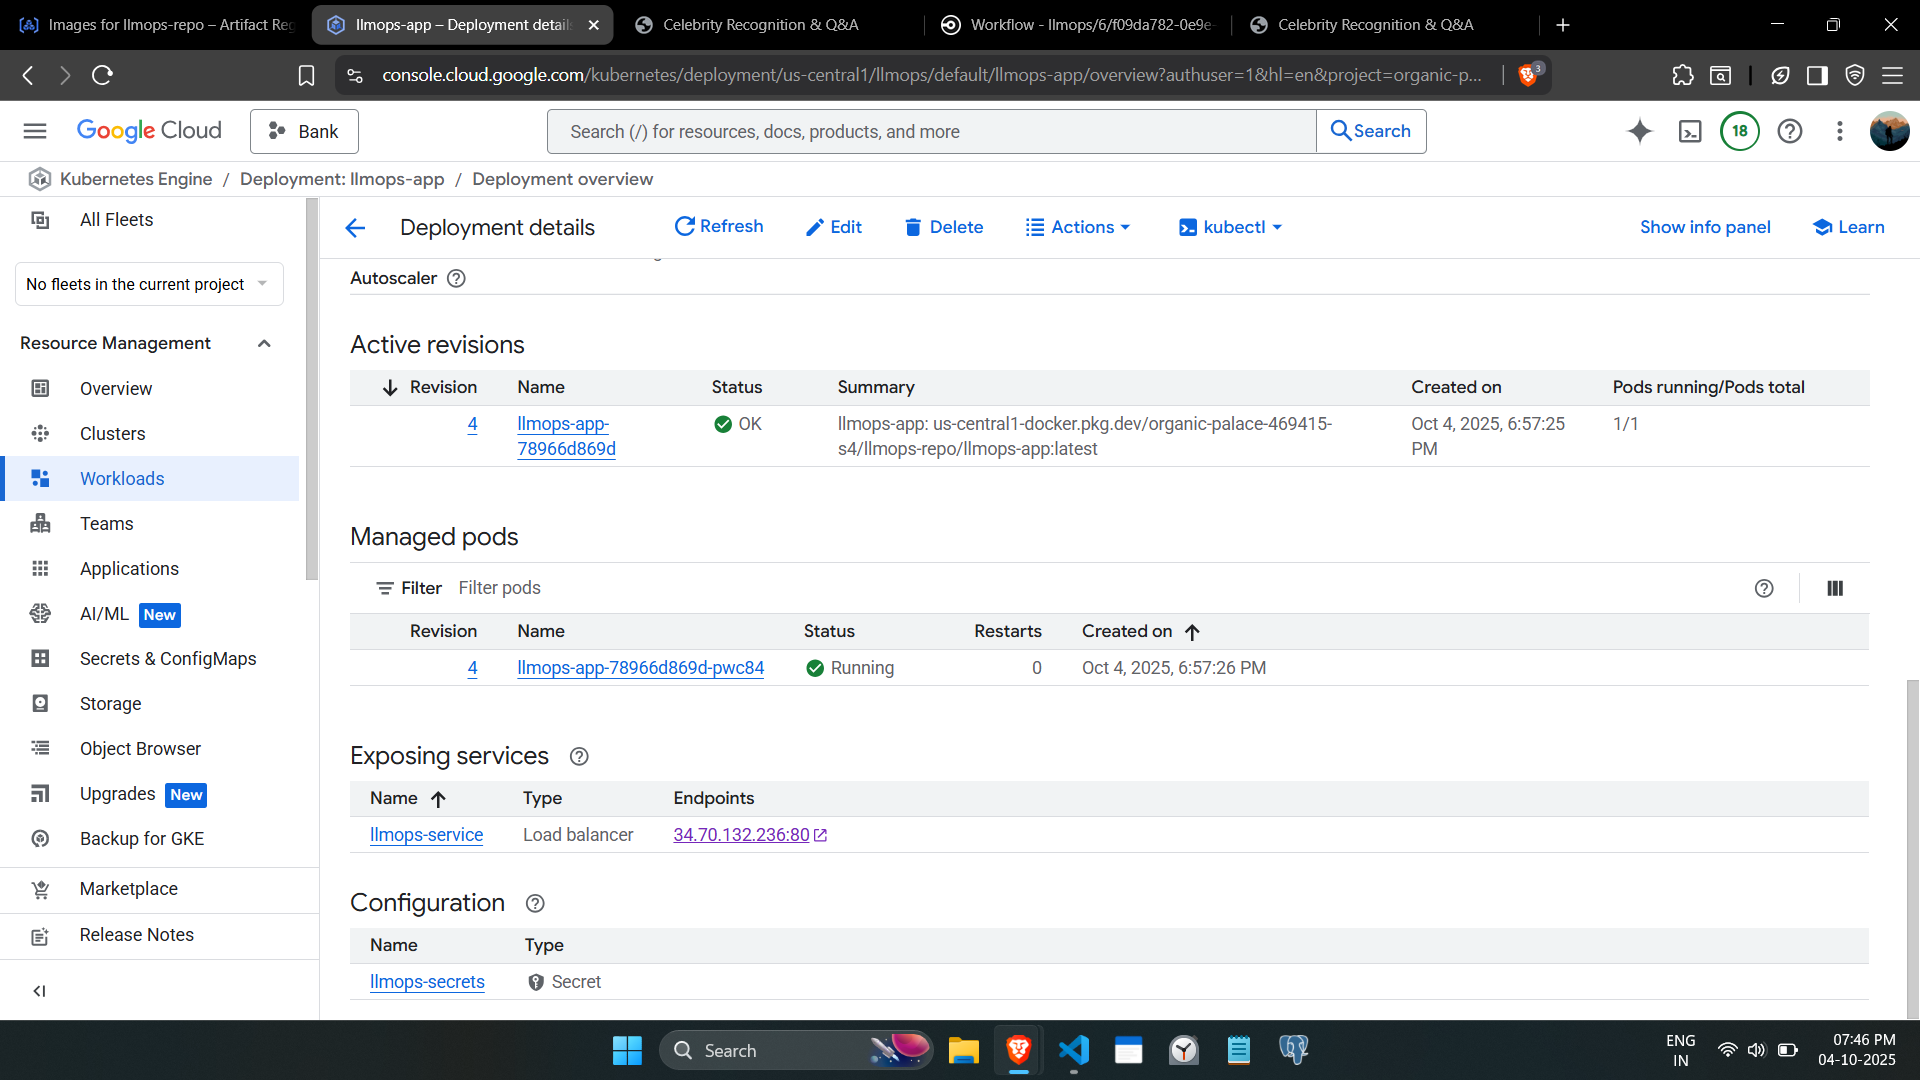 Images for llmops-repo – Artifact Reg
llmops-app – Deployment details
Celebrity Recognition & Q&A
Workflow - llmops/6/f09da782-0e9e-
Celebrity Recognition & Q&A
console.cloud.google.com/kubernetes/deployment/us-central1/llmops/default/llmops-app/overview?authuser=1&hl=en&project=organic-p...
3
Google Cloud
Bank
Search (/) for resources, docs, products, and more
Search
18
Kubernetes Engine / Deployment: llmops-app / Deployment overview
All Fleets
No fleets in the current project
Resource Management
Overview
Clusters
Workloads
Teams
Applications
AI/ML New
Secrets & ConfigMaps
Storage
Object Browser
Upgrades New
Backup for GKE
Marketplace
Release Notes
Deployment details
Refresh
Edit
Delete
Actions
kubectl
Show info panel
Learn
Autoscaler
Active revisions
Revision Name Status Summary Created on Pods running/Pods total
4 llmops-app- OK llmops-app: us-central1-docker.pkg.dev/organic-palace-469415- Oct 4, 2025, 6:57:25 1/1
78966d869d s4/llmops-repo/llmops-app:latest PM
Managed pods
Filter Filter pods
Revision Name Status Restarts Created on
4 llmops-app-78966d869d-pwc84 Running 0 Oct 4, 2025, 6:57:26 PM
Exposing services
Name Type Endpoints
llmops-service Load balancer 34.70.132.236:80
Configuration
Name Type
llmops-secrets Secret
Search
ENG
IN
07:46 PM
04-10-2025